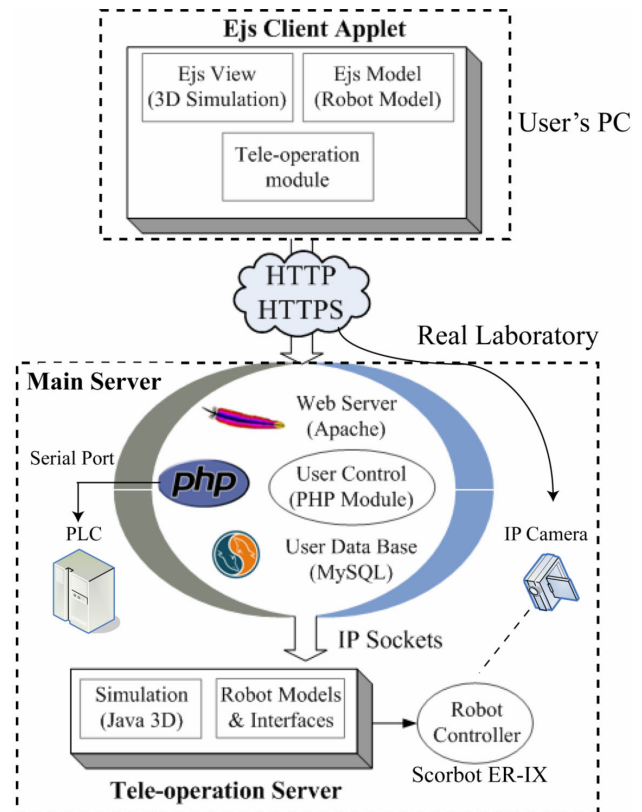 Ejs Client Applet
Ejs View
(3D Simulation)
Ejs Model
(Robot Model)
Tele-operation
module
User's PC
HTTP
HTTPS
Real Laboratory
Main Server
Web Server
(Apache)
Serial Port
php
User Control
(PHP Module)
PLC
IP Camera
User Data Base
(MySQL)
IP Sockets
Simulation
(Java 3D)
Robot Models
& Interfaces
Robot
Controller
Scorbot ER-IX
Tele-operation Server